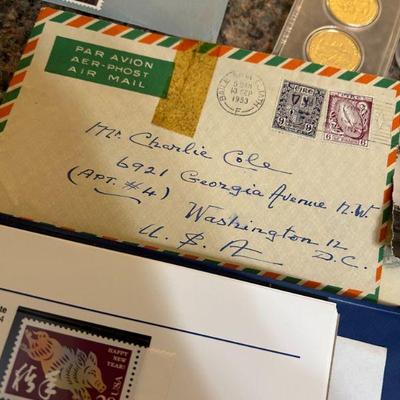 PAR AVION
AER-PHOST
AIR MAIL
1953
Mr. Charlie Cole
6921 Georgia Avenue N.W.
(APT. #4)
Washington 12
D.C.
U. S. A
HAPPY
NEW
YEAR!